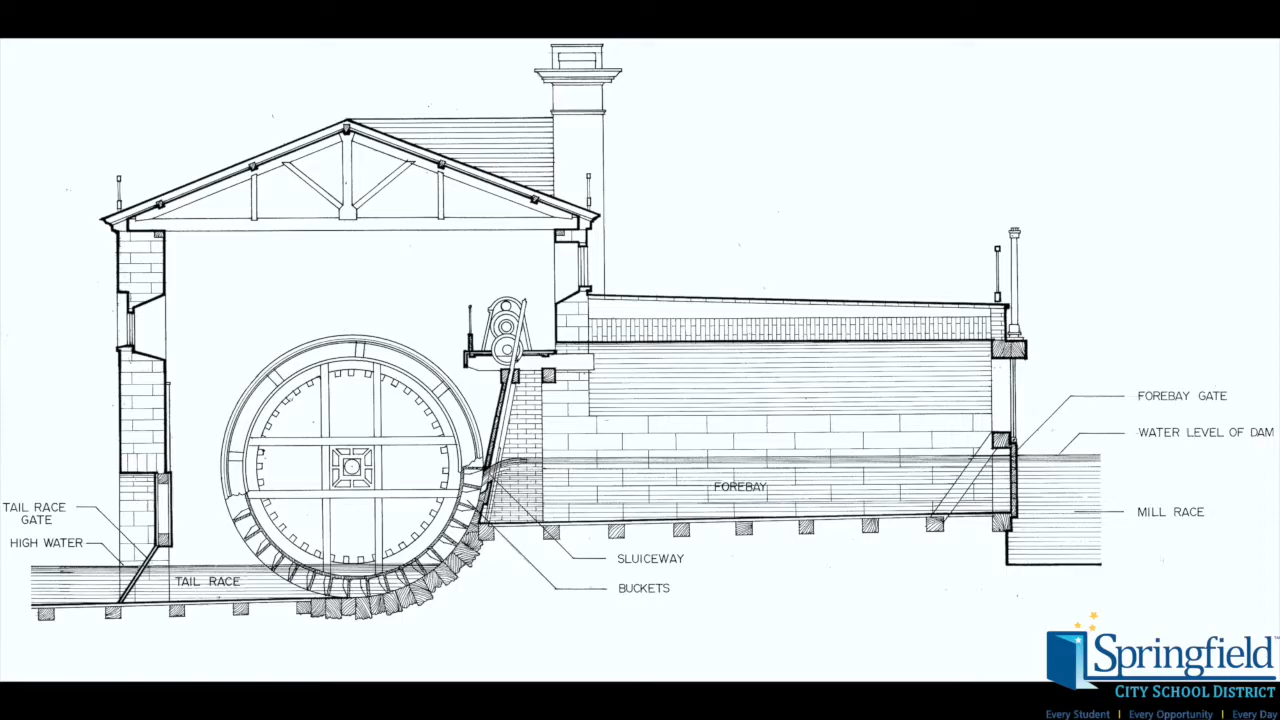 FOREBAY GATE
WATER LEVEL OF DAM
FOREBAY
TAIL RACE
GATE
MILL RACE
HIGH WATER
SLUICEWAY
TAIL RACE
BUCKETS
Springfield™
CITY SCHOOL DISTRICT
Every Student | Every Opportunity | Every Day